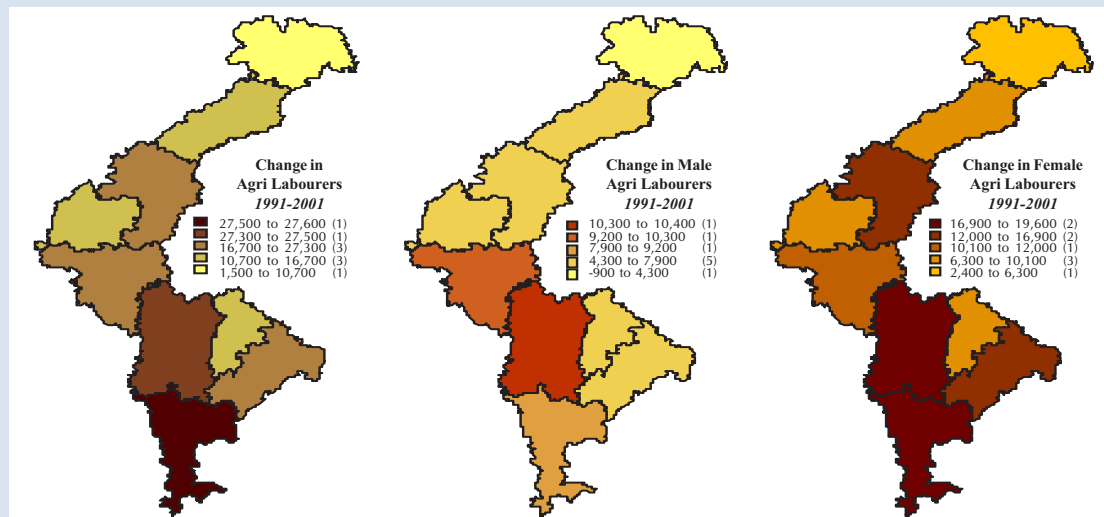 Change in
Agri Labourers
1991-2001
27,500 to 27,600 (1)
27,300 to 27,500 (1)
16,700 to 27,300 (3)
10,700 to 16,700 (3)
1,500 to 10,700 (1)
Change in Male
Agri Labourers
1991-2001
10,300 to 10,400 (1)
9,200 to 10,300 (1)
7,900 to 9,200 (1)
4,300 to 7,900 (5)
-900 to 4,300 (1)
Change in Female
Agri Labourers
1991-2001
16,900 to 19,600 (2)
12,000 to 16,900 (2)
10,100 to 12,000 (1)
6,300 to 10,100 (3)
2,400 to 6,300 (1)